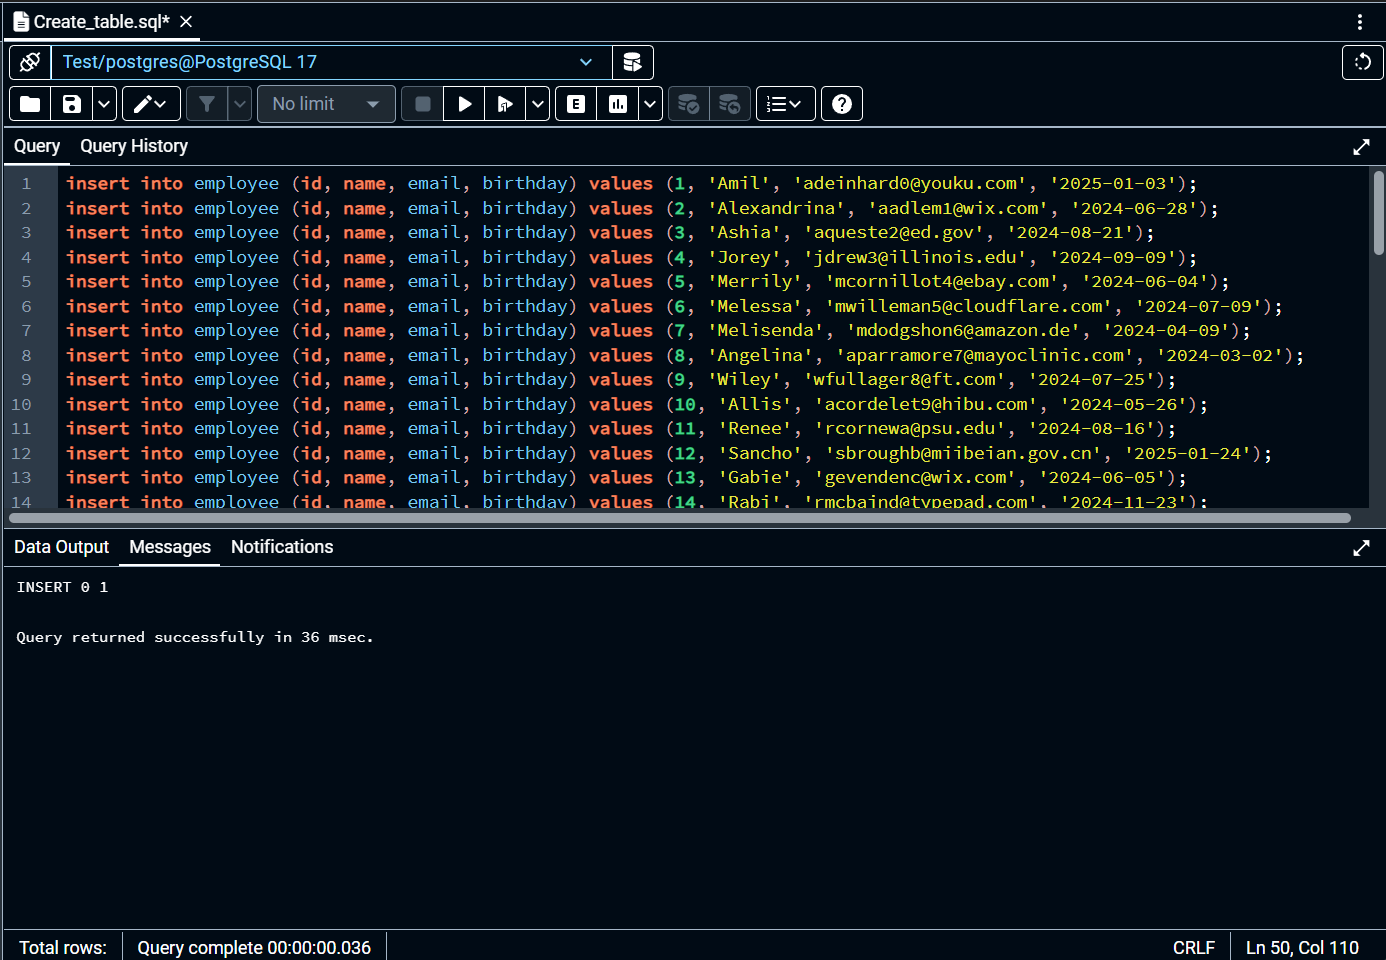 Create_table.sql*
Test/postgres@PostgreSQL 17
No limit
E
Query Query History
1 insert into employee (id, name, email, birthday) values (1, 'Amil', 'adeinhard0@youku.com', '2025-01-03');
2 insert into employee (id, name, email, birthday) values (2, 'Alexandrina', 'aadlem1@wix.com', '2024-06-28');
3 insert into employee (id, name, email, birthday) values (3, 'Ashia', 'aqueste2@ed.gov', '2024-08-21');
4 insert into employee (id, name, email, birthday) values (4, 'Jorey', 'jdrew3@illinois.edu', '2024-09-09');
5 insert into employee (id, name, email, birthday) values (5, 'Merrily', 'mcornillot4@ebay.com', '2024-06-04');
6 insert into employee (id, name, email, birthday) values (6, 'Melessa', 'mwilleman5@cloudflare.com', '2024-07-09');
7 insert into employee (id, name, email, birthday) values (7, 'Melisenda', 'mdodgshon6@amazon.de', '2024-04-09');
8 insert into employee (id, name, email, birthday) values (8, 'Angelina', 'aparramore7@mayoclinic.com', '2024-03-02');
9 insert into employee (id, name, email, birthday) values (9, 'Wiley', 'wfullager8@ft.com', '2024-07-25');
10 insert into employee (id, name, email, birthday) values (10, 'Allis', 'acordelet9@hibu.com', '2024-05-26');
11 insert into employee (id, name, email, birthday) values (11, 'Renee', 'rcornewa@psu.edu', '2024-08-16');
12 insert into employee (id, name, email, birthday) values (12, 'Sancho', 'sbroughb@miibeian.gov.cn', '2025-01-24');
13 insert into employee (id, name, email, birthday) values (13, 'Gabie', 'gevendenc@wix.com', '2024-06-05');
14 insert into employee (id, name, email, birthday) values (14, 'Rabi', 'rmcbaind@typepad.com', '2024-11-23');
Data Output Messages Notifications
INSERT 0 1
Query returned successfully in 36 msec.
Total rows: Query complete 00:00:00.036 CRLF Ln 50, Col 110